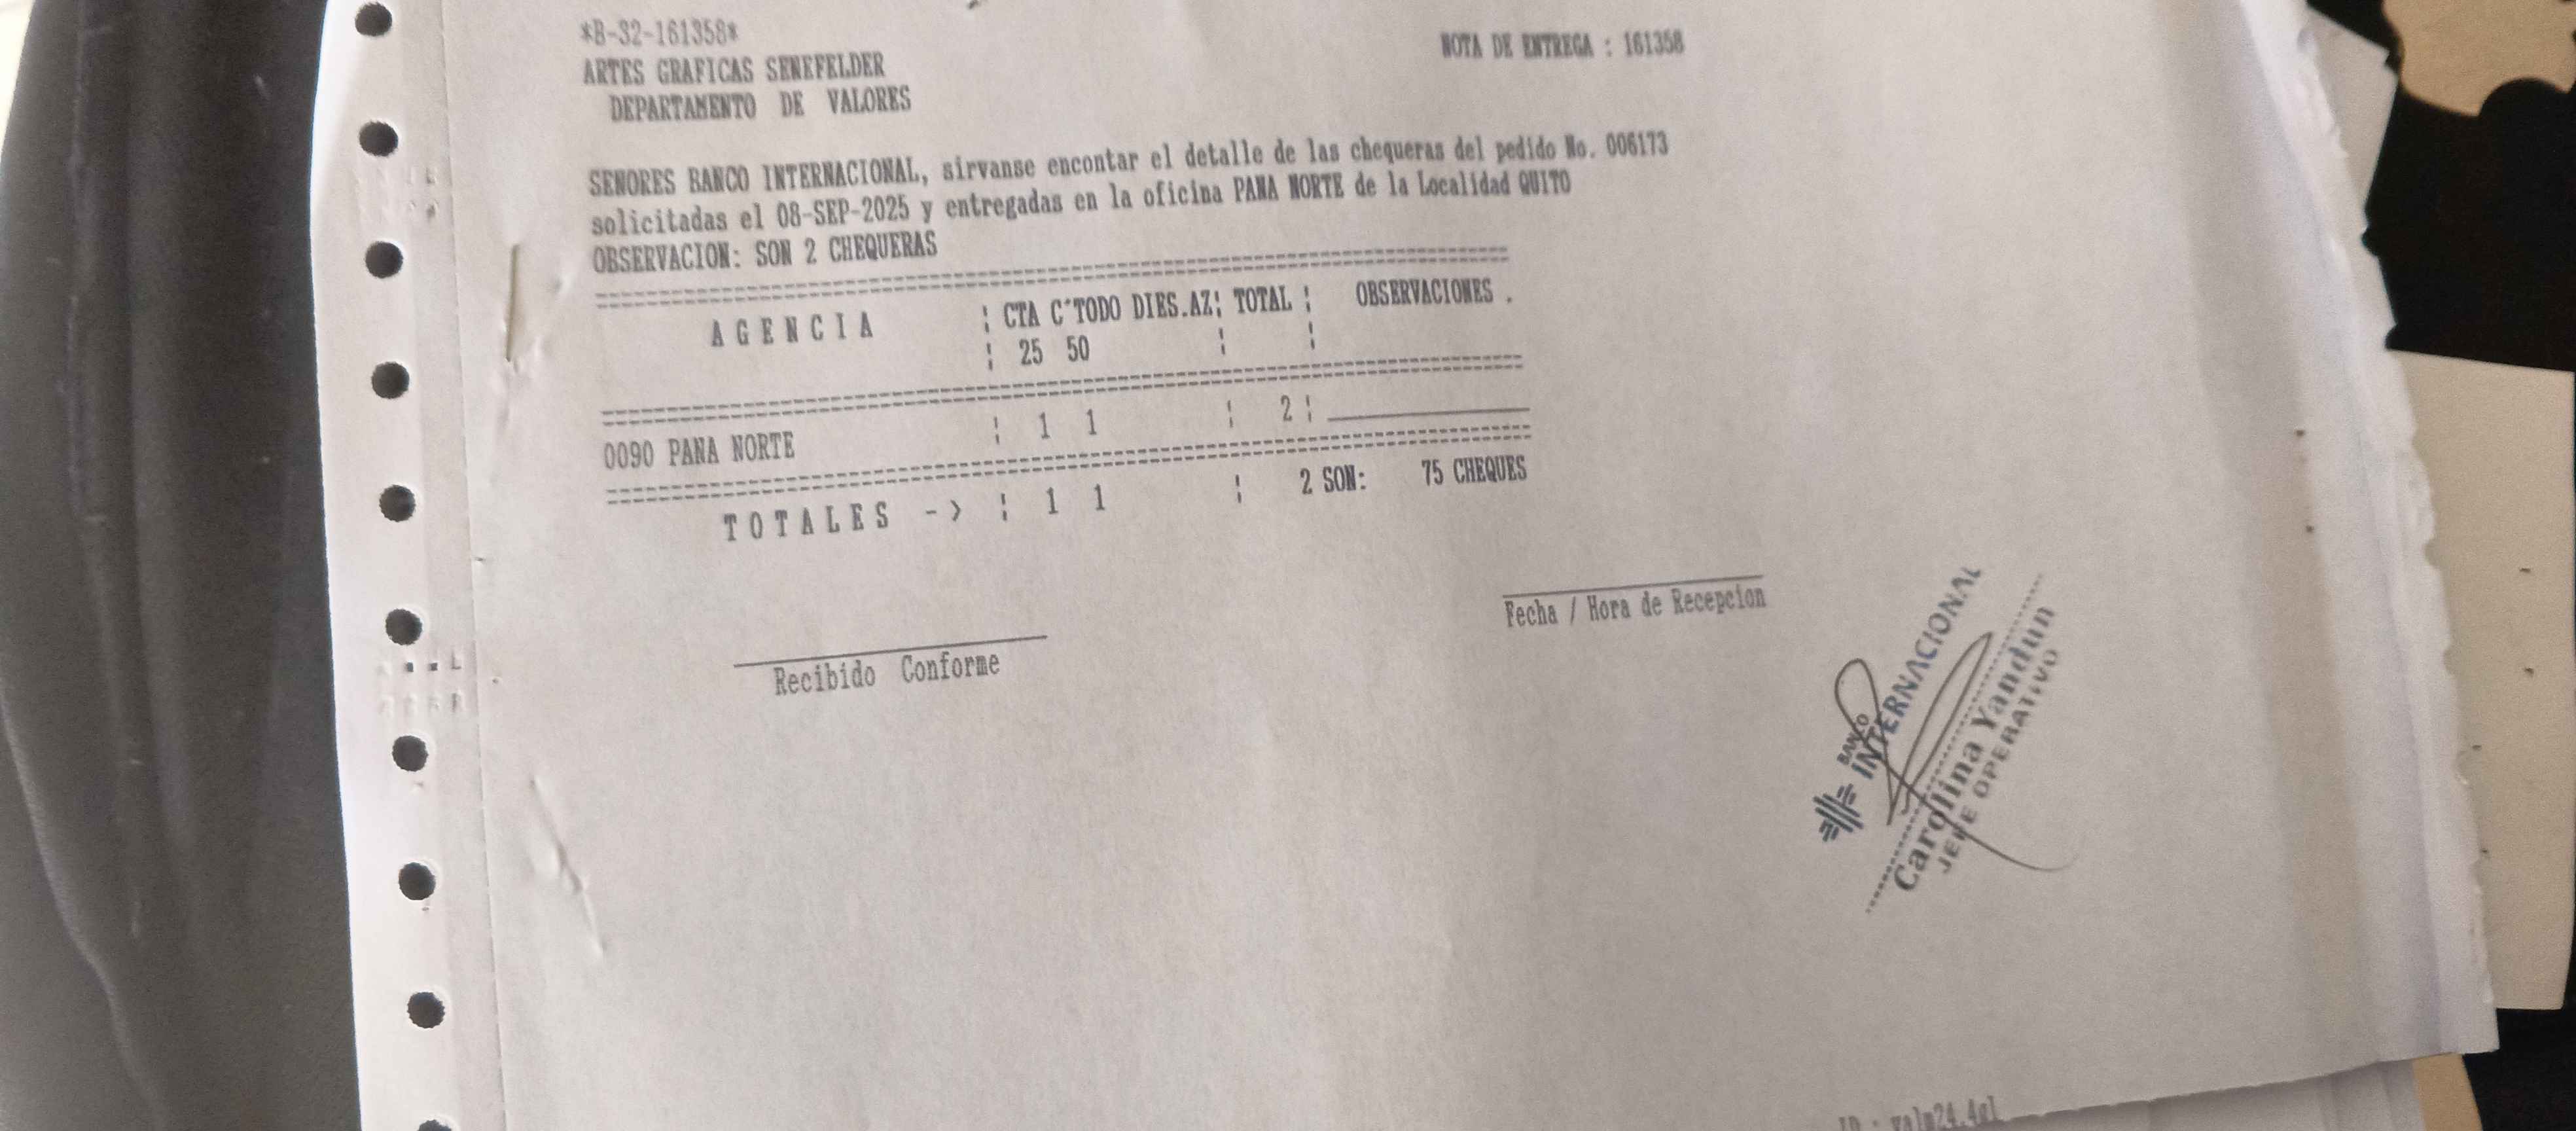 *B-32-161358*
NOTA DE ENTREGA : 161358
ARTES GRAFICAS SENEFELDER
DEPARTAMENTO DE VALORES
SENORES BANCO INTERNACIONAL, sirvanse encontar el detalle de las chequeras del pedido No. 006173
solicitadas el 08-SEP-2025 y entregadas en la oficina PANA NORTE de la Localidad QUITO
OBSERVACION: SON 2 CHEQUERAS
A G E N C I A ¦ CTA C´TODO DIES.AZ¦ TOTAL ¦ OBSERVACIONES .
¦ 25 50 ¦ ¦
0090 PANA NORTE ¦ 1 1 ¦ 2¦
T O T A L E S -> ¦ 1 1 ¦ 2 SON: 75 CHEQUES
Fecha / Hora de Recepcion
Recibido Conforme
BANCO
INTERNACIONAL
Carolina Yandun
JEFE OPERATIVO
ID : valm24.4gl